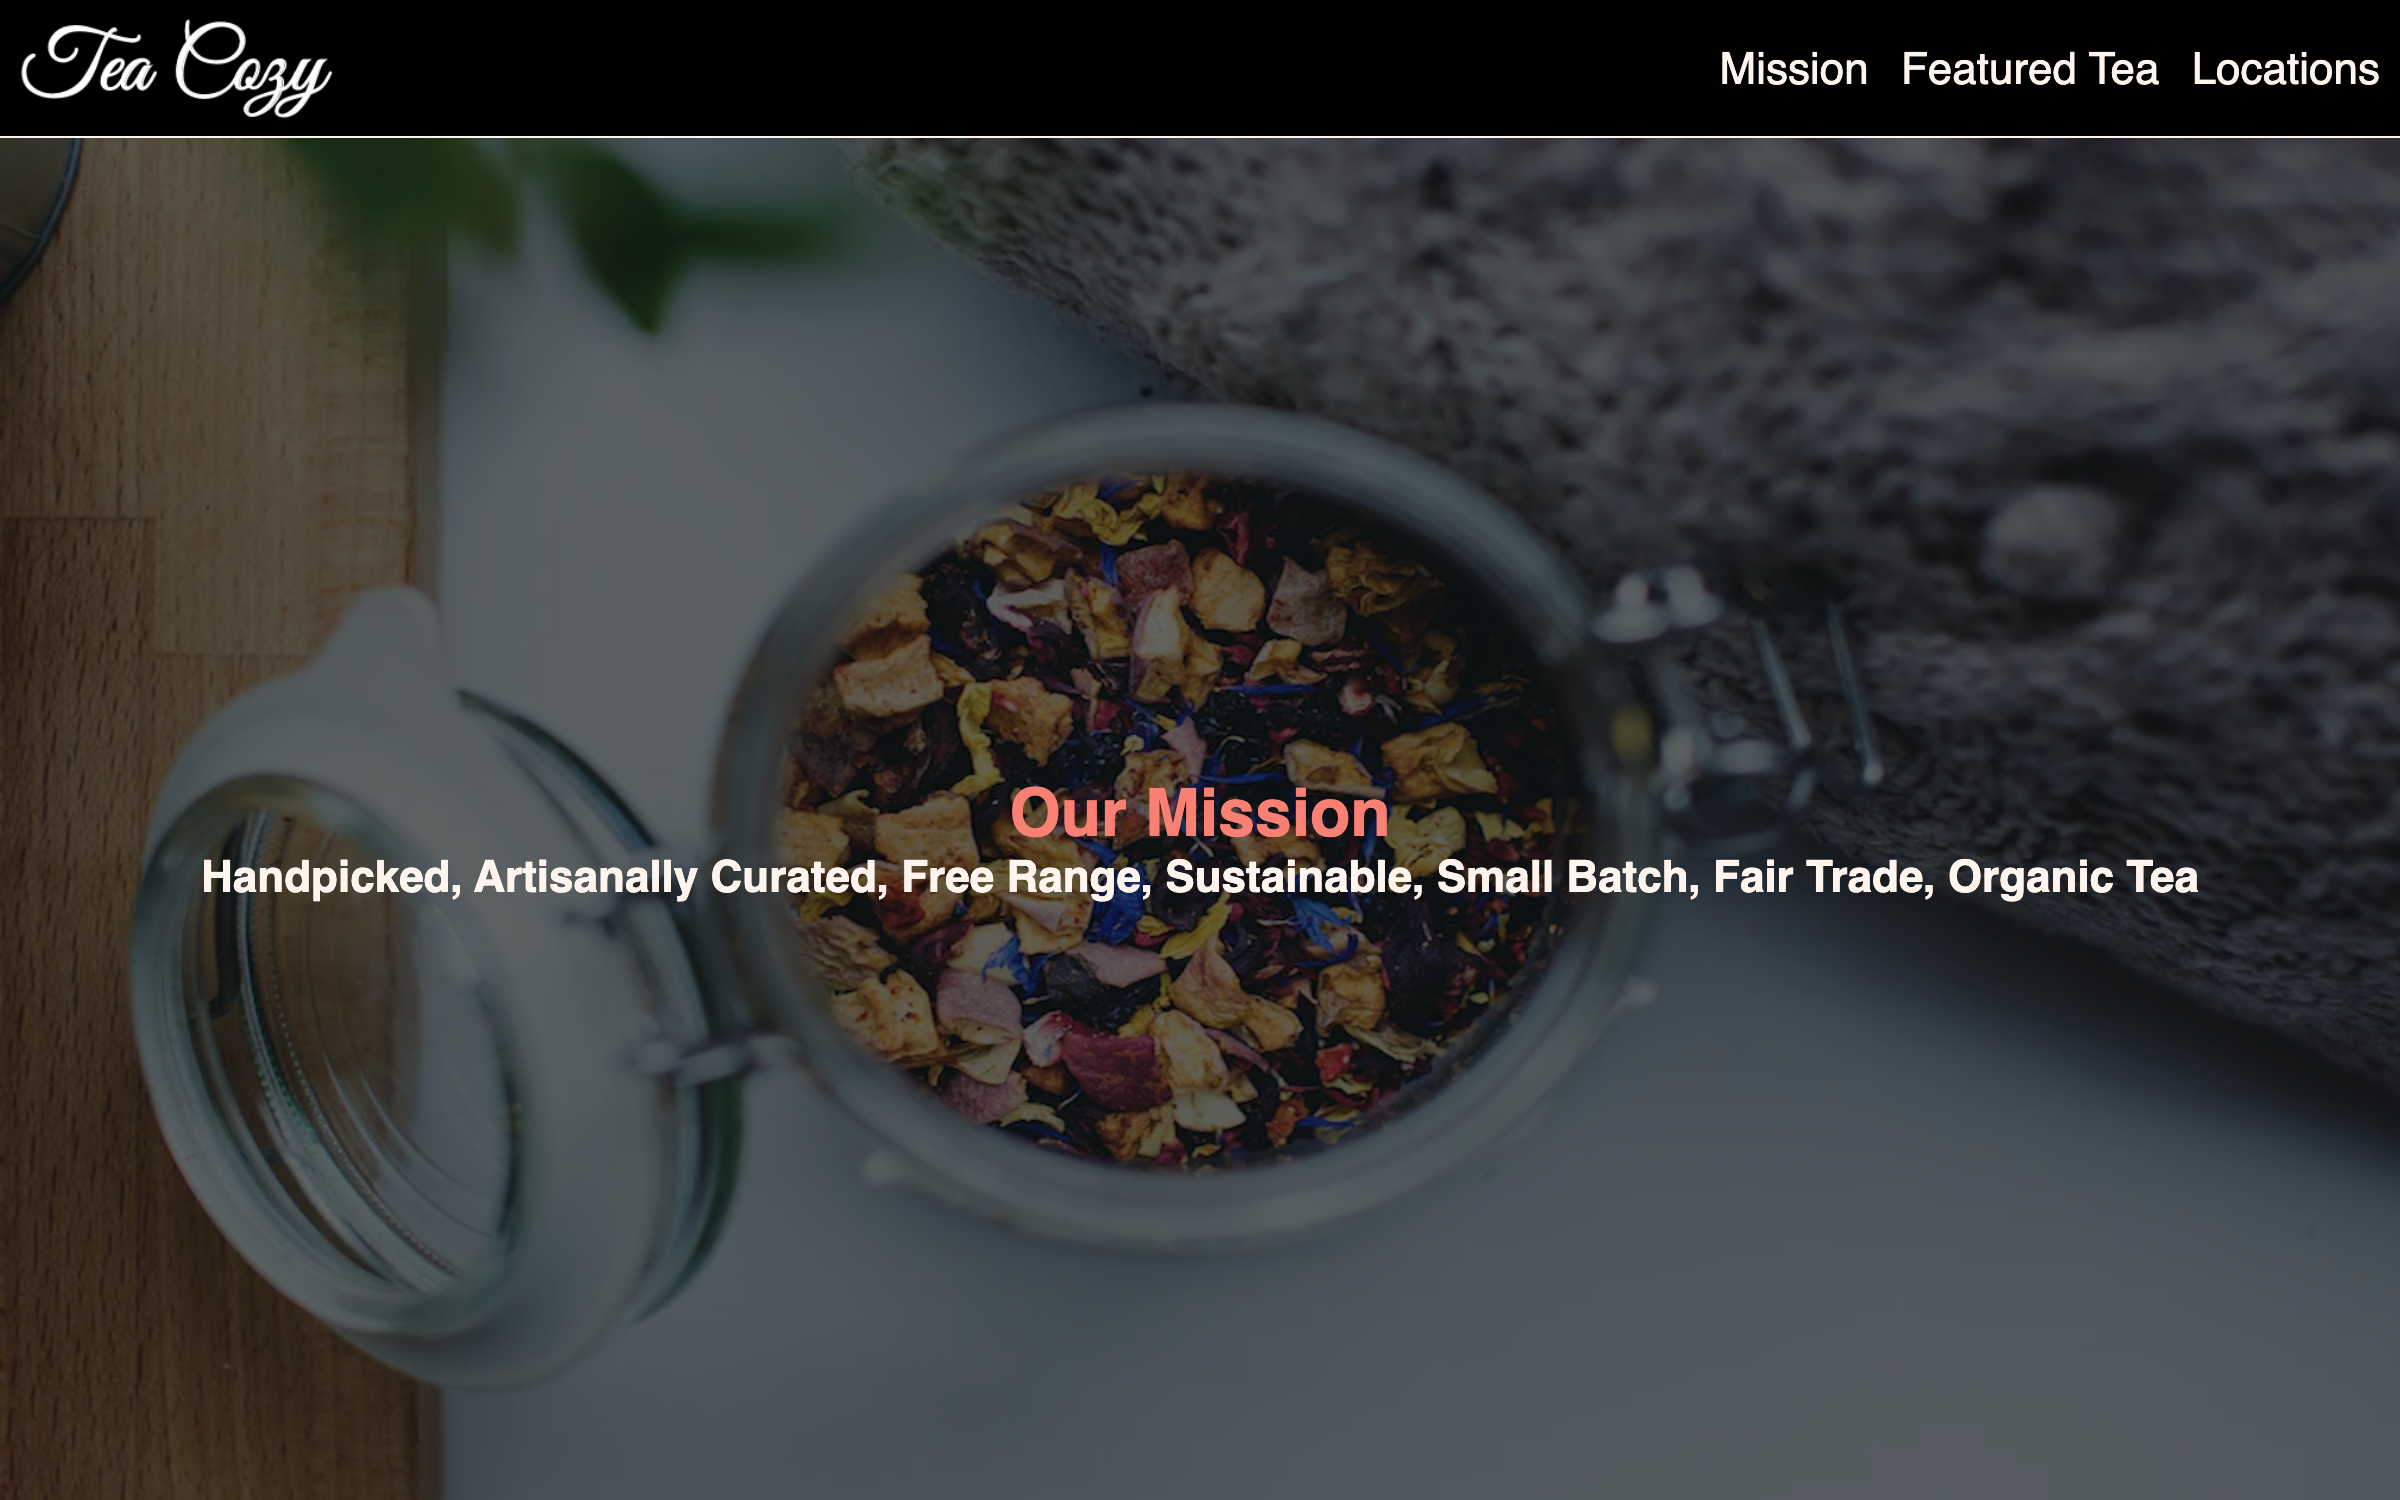 Tea Cozy
Mission Featured Tea Locations
Our Mission
Handpicked, Artisanally Curated, Free Range, Sustainable, Small Batch, Fair Trade, Organic Tea